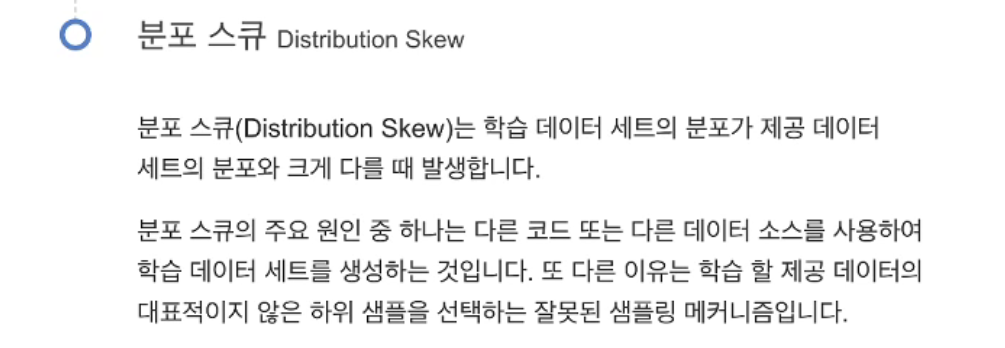 분포 스큐 Distribution Skew
분포 스큐(Distribution Skew)는 학습 데이터 세트의 분포가 제공 데이터
세트의 분포와 크게 다를 때 발생합니다.
분포 스큐의 주요 원인 중 하나는 다른 코드 또는 다른 데이터 소스를 사용하여
학습 데이터 세트를 생성하는 것입니다. 또 다른 이유는 학습 할 제공 데이터의
대표적이지 않은 하위 샘플을 선택하는 잘못된 샘플링 메커니즘입니다.